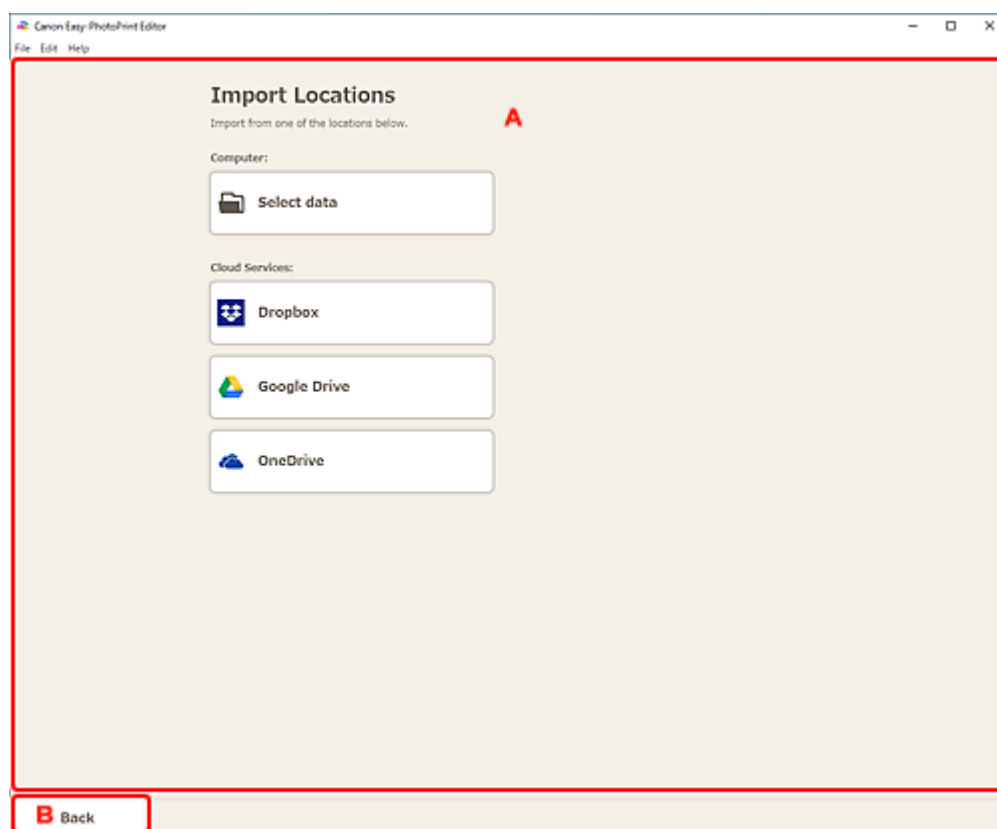 Canon Easy-PhotoPrint Editor
File Edit Help
Import Locations
A
Import from one of the locations below.
Computer:
Select data
Cloud Services:
Dropbox
Google Drive
OneDrive
B Back